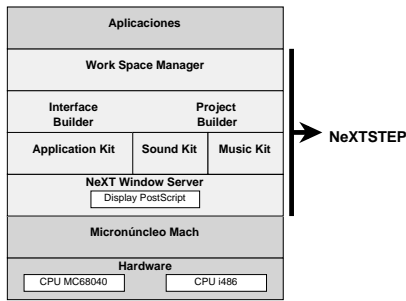 Aplicaciones
Work Space Manager
Interface
Builder
Project
Builder
Application Kit
Sound Kit
Music Kit
NeXTSTEP
NeXT Window Server
Display PostScript
Micronúncleo Mach
Hardware
CPU MC68040
CPU i486